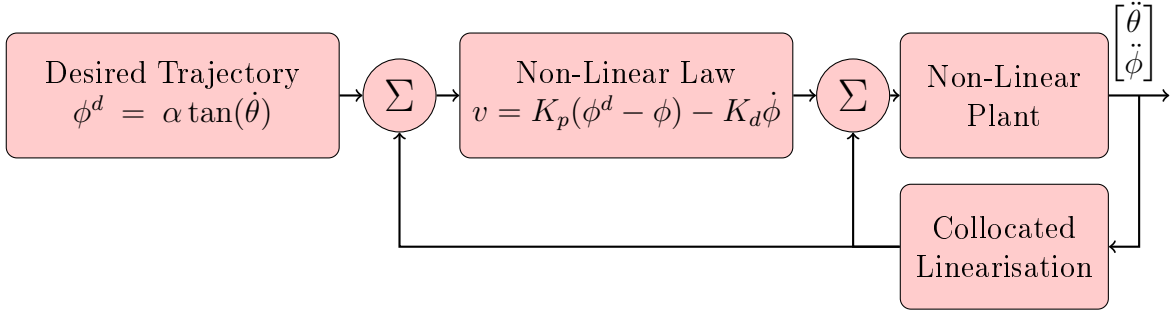 Desired Trajectory
ϕ^d = α tan(θ̇)
Σ
Non-Linear Law
v = K_p(ϕ^d − ϕ) − K_d ϕ̇
Σ
Non-Linear
Plant
[θ̈
ϕ̈]
Collocated
Linearisation